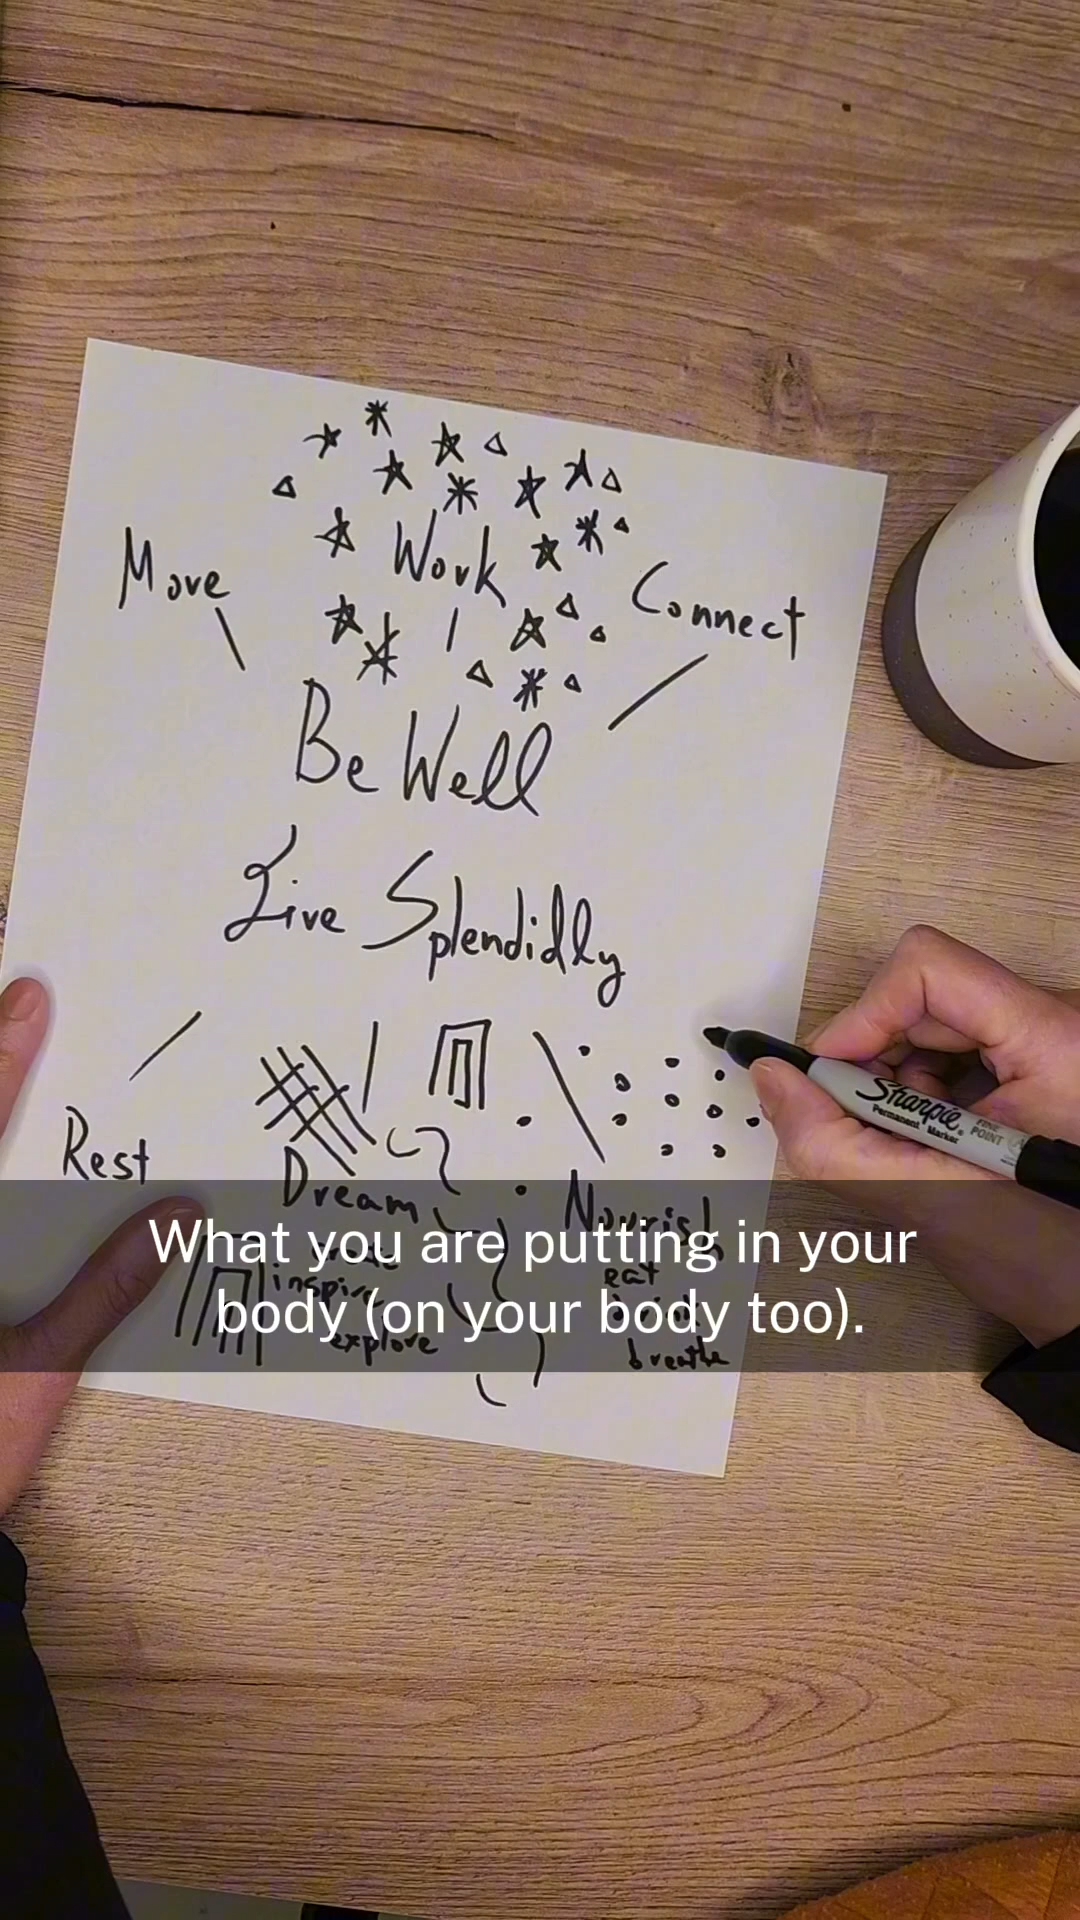 Work
Move
Connect
Be Well
Live Splendidly
Rest
Dream
inspire
explore
Nourish
eat
breathe
Sharpie
Permanent Marker
FINE
POINT
What you are putting in your
body (on your body too).